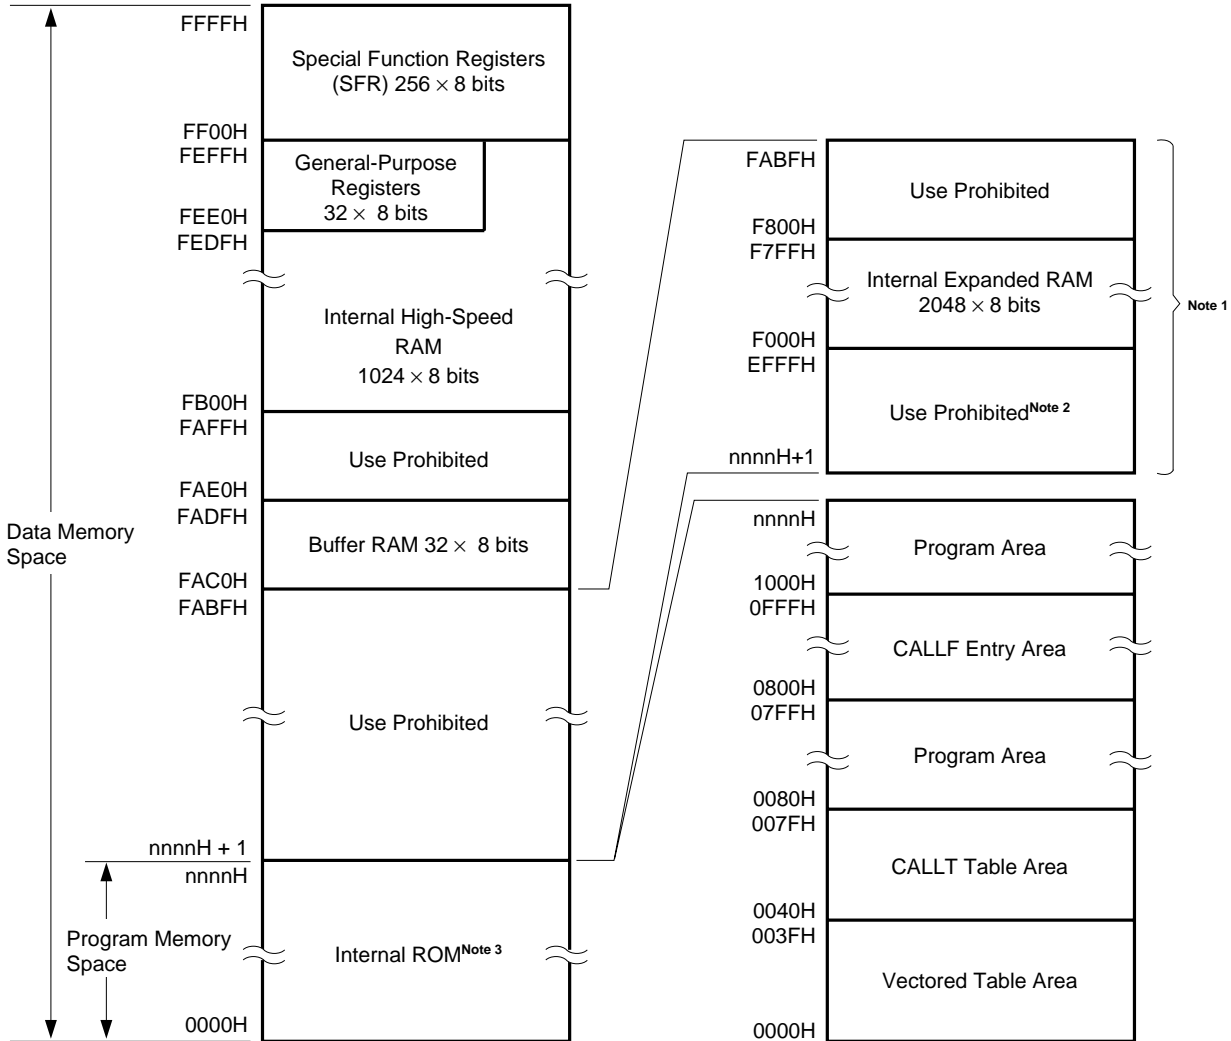 FFFFH
Special Function Registers
(SFR) 256 × 8 bits
FF00H
FEFFH
General-Purpose
Registers
32 × 8 bits
FEE0H
FEDFH
Internal High-Speed
RAM
1024 × 8 bits
FB00H
FAFFH
Use Prohibited
FAE0H
FADFH
Data Memory
Space
Buffer RAM 32 × 8 bits
FAC0H
FABFH
Use Prohibited
nnnnH + 1
nnnnH
Program Memory
Space
Internal ROM Note 3
0000H
FABFH
Use Prohibited
F800H
F7FFH
Internal Expanded RAM
2048 × 8 bits
Note 1
F000H
EFFFH
Use Prohibited Note 2
nnnnH+1
nnnnH
Program Area
1000H
0FFFH
CALLF Entry Area
0800H
07FFH
Program Area
0080H
007FH
CALLT Table Area
0040H
003FH
Vectored Table Area
0000H